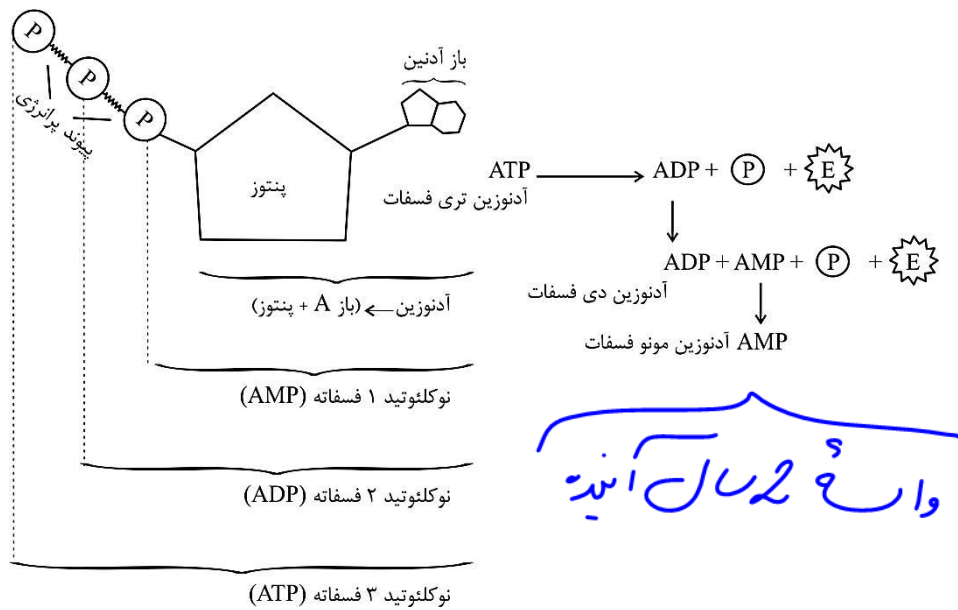 P
P
P
پیوند پرانرژی
باز آدنین
پنتوز
ATP ⟶ ADP + P + E
آدنوزین تری فسفات
ADP + AMP + P + E
آدنوزین دی فسفات
AMP آدنوزین مونو فسفات
آدنوزین ⟵ (باز A + پنتوز)
نوکلئوتید ۱ فسفاته (AMP)
نوکلئوتید ۲ فسفاته (ADP)
نوکلئوتید ۳ فسفاته (ATP)
واسهٔ 2 سال آینده